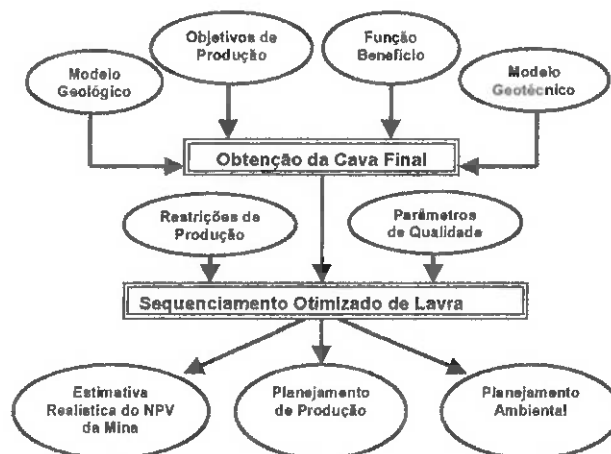 Objetivos de
Produção
Função
Benefício
Modelo
Geológico
Modelo
Geotécnico
Obtenção da Cava Final
Restrições de
Produção
Parâmetros
de Qualidade
Sequenciamento Otimizado de Lavra
Estimativa
Realística do NPV
da Mina
Planejamento
de Produção
Planejamento
Ambiental